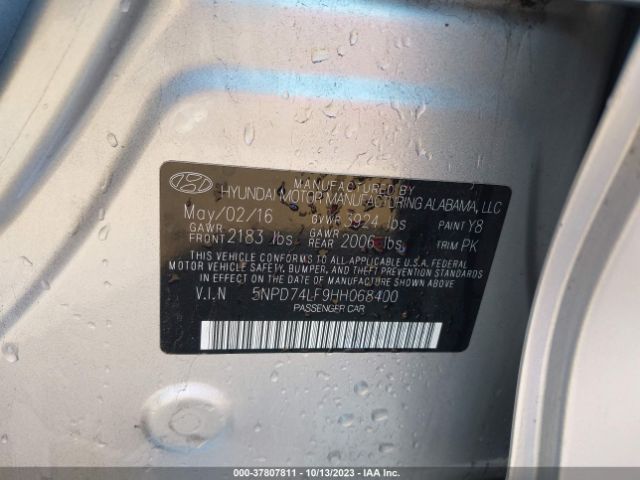 MANUFACTURED BY
HYUNDAI MOTOR MANUFACTURING ALABAMA, LLC
May/02/16 GVWR 3924 lbs PAINT Y8
GAWR FRONT 2183 lbs GAWR REAR 2006 lbs TRIM PK
THIS VEHICLE CONFORMS TO ALL APPLICABLE U.S.A. FEDERAL
MOTOR VEHICLE SAFETY, BUMPER, AND THEFT PREVENTION STANDARDS
IN EFFECT ON THE DATE OF MANUFACTURE SHOWN ABOVE.
V.I.N 5NPD74LF9HH068400
PASSENGER CAR
000-37807811 - 10/13/2023 - IAA Inc.